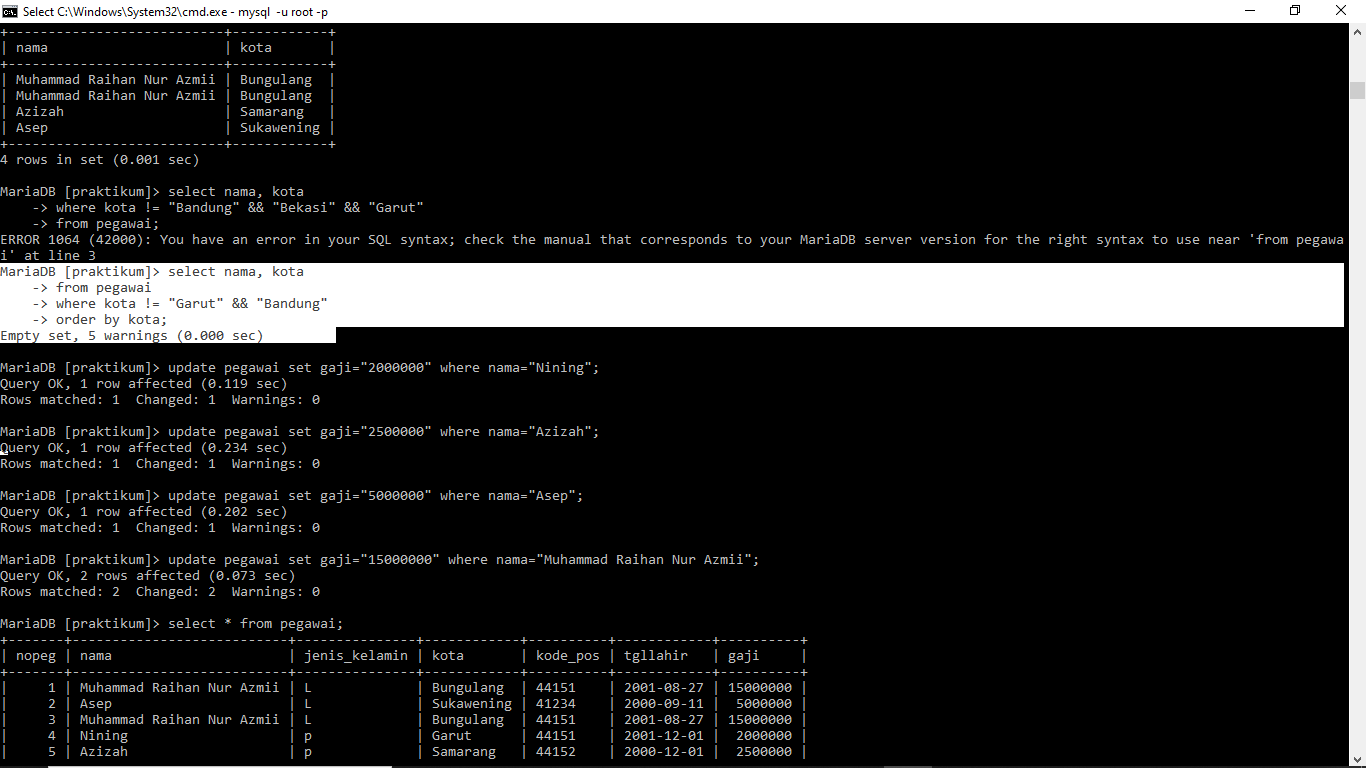 Select C:\Windows\System32\cmd.exe - mysql  -u root -p
+---------------------------+------------+
| nama                      | kota       |
+---------------------------+------------+
| Muhammad Raihan Nur Azmii | Bungulang  |
| Muhammad Raihan Nur Azmii | Bungulang  |
| Azizah                    | Samarang   |
| Asep                      | Sukawening |
+---------------------------+------------+
4 rows in set (0.001 sec)
MariaDB [praktikum]> select nama, kota
    -> where kota != "Bandung" && "Bekasi" && "Garut"
    -> from pegawai;
ERROR 1064 (42000): You have an error in your SQL syntax; check the manual that corresponds to your MariaDB server version for the right syntax to use near 'from pegawa
i' at line 3
MariaDB [praktikum]> select nama, kota
    -> from pegawai
    -> where kota != "Garut" && "Bandung"
    -> order by kota;
Empty set, 5 warnings (0.000 sec)
MariaDB [praktikum]> update pegawai set gaji="2000000" where nama="Nining";
Query OK, 1 row affected (0.119 sec)
Rows matched: 1  Changed: 1  Warnings: 0
MariaDB [praktikum]> update pegawai set gaji="2500000" where nama="Azizah";
Query OK, 1 row affected (0.234 sec)
Rows matched: 1  Changed: 1  Warnings: 0
MariaDB [praktikum]> update pegawai set gaji="5000000" where nama="Asep";
Query OK, 1 row affected (0.202 sec)
Rows matched: 1  Changed: 1  Warnings: 0
MariaDB [praktikum]> update pegawai set gaji="15000000" where nama="Muhammad Raihan Nur Azmii";
Query OK, 2 rows affected (0.073 sec)
Rows matched: 2  Changed: 2  Warnings: 0
MariaDB [praktikum]> select * from pegawai;
+-------+---------------------------+---------------+------------+----------+------------+----------+
| nopeg | nama                      | jenis_kelamin | kota       | kode_pos | tgllahir   | gaji     |
+-------+---------------------------+---------------+------------+----------+------------+----------+
|     1 | Muhammad Raihan Nur Azmii | L             | Bungulang  | 44151    | 2001-08-27 | 15000000 |
|     2 | Asep                      | L             | Sukawening | 41234    | 2000-09-11 |  5000000 |
|     3 | Muhammad Raihan Nur Azmii | L             | Bungulang  | 44151    | 2001-08-27 | 15000000 |
|     4 | Nining                    | p             | Garut      | 44151    | 2001-12-01 |  2000000 |
|     5 | Azizah                    | p             | Samarang   | 44152    | 2000-12-01 |  2500000 |